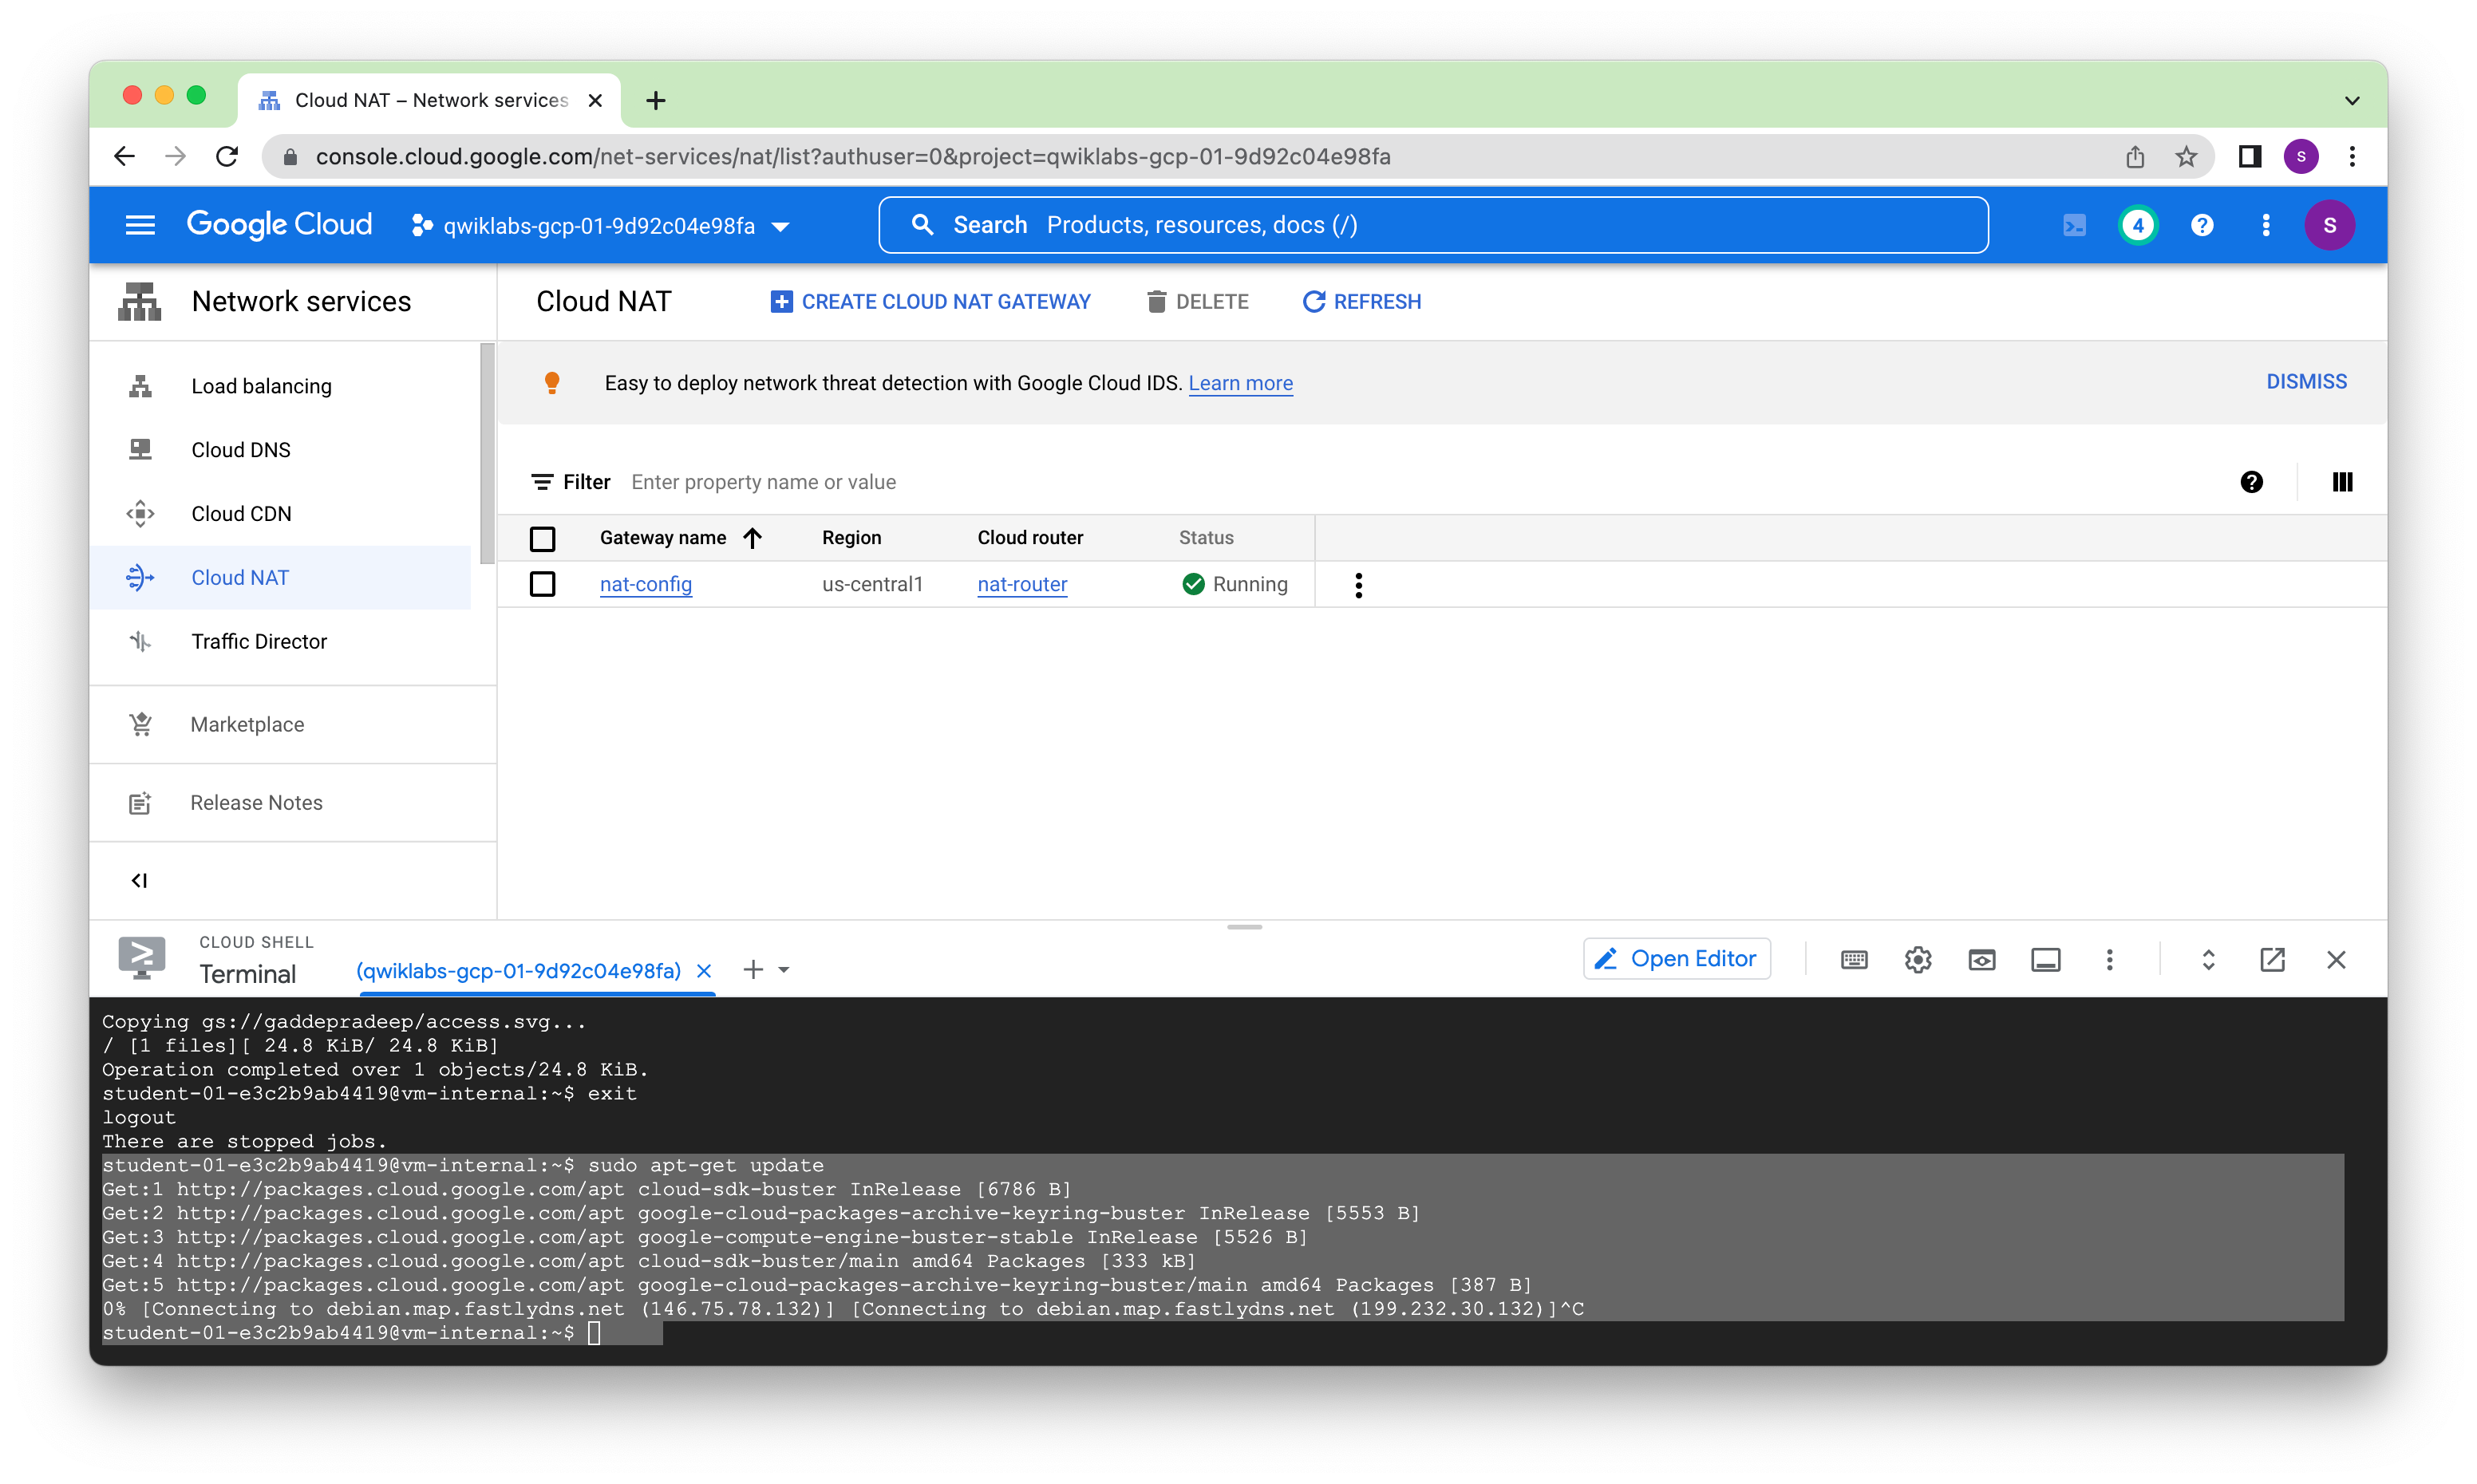 Cloud NAT – Network services
console.cloud.google.com/net-services/nat/list?authuser=0&project=qwiklabs-gcp-01-9d92c04e98fa
S
Google Cloud
qwiklabs-gcp-01-9d92c04e98fa
Search Products, resources, docs (/)
4
S
Network services
Cloud NAT
CREATE CLOUD NAT GATEWAY
DELETE
REFRESH
Load balancing
Cloud DNS
Cloud CDN
Cloud NAT
Traffic Director
Marketplace
Release Notes
Easy to deploy network threat detection with Google Cloud IDS. Learn more
DISMISS
Filter Enter property name or value
Gateway name Region Cloud router Status
nat-config us-central1 nat-router Running
CLOUD SHELL
Terminal
(qwiklabs-gcp-01-9d92c04e98fa)
Open Editor
Copying gs://gaddepradeep/access.svg...
/ [1 files][ 24.8 KiB/ 24.8 KiB]
Operation completed over 1 objects/24.8 KiB.
student-01-e3c2b9ab4419@vm-internal:~$ exit
logout
There are stopped jobs.
student-01-e3c2b9ab4419@vm-internal:~$ sudo apt-get update
Get:1 http://packages.cloud.google.com/apt cloud-sdk-buster InRelease [6786 B]
Get:2 http://packages.cloud.google.com/apt google-cloud-packages-archive-keyring-buster InRelease [5553 B]
Get:3 http://packages.cloud.google.com/apt google-compute-engine-buster-stable InRelease [5526 B]
Get:4 http://packages.cloud.google.com/apt cloud-sdk-buster/main amd64 Packages [333 kB]
Get:5 http://packages.cloud.google.com/apt google-cloud-packages-archive-keyring-buster/main amd64 Packages [387 B]
0% [Connecting to debian.map.fastlydns.net (146.75.78.132)] [Connecting to debian.map.fastlydns.net (199.232.30.132)]^C
student-01-e3c2b9ab4419@vm-internal:~$